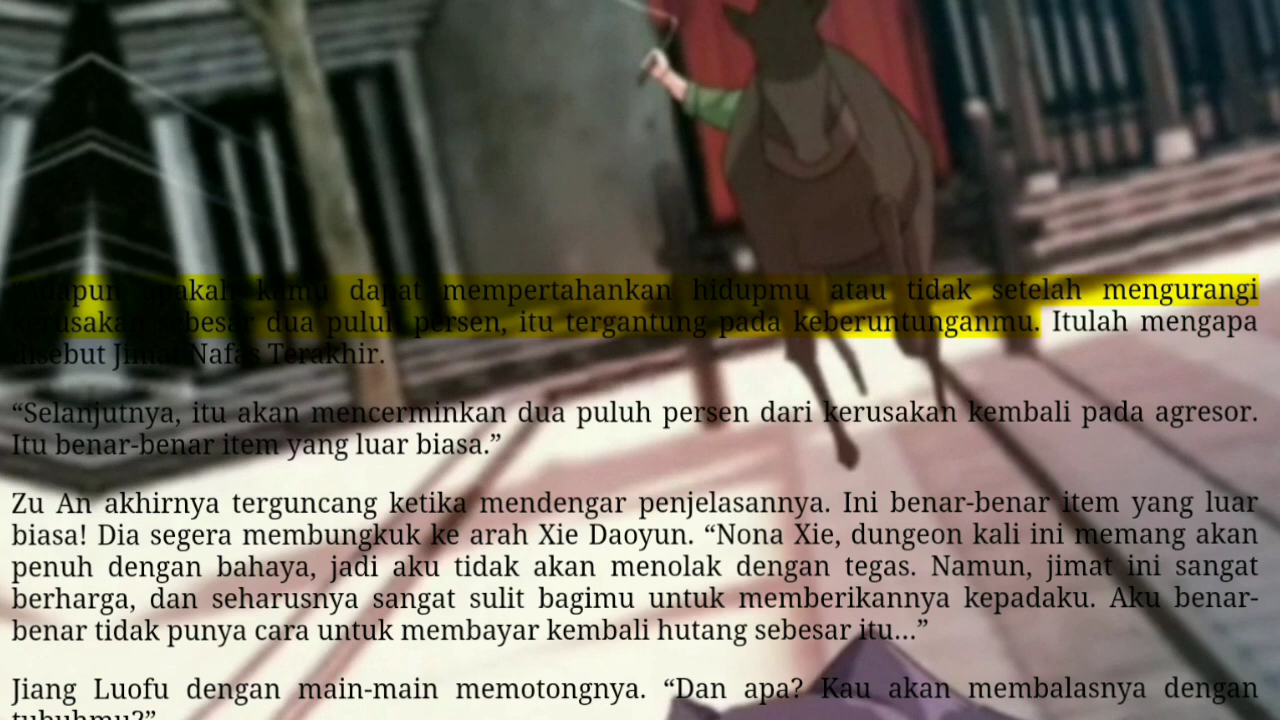 “Adapun apakah kamu dapat mempertahankan hidupmu atau tidak setelah mengurangi
kerusakan sebesar dua puluh persen, itu tergantung pada keberuntunganmu. Itulah mengapa
disebut Jimat Nafas Terakhir.
“Selanjutnya, itu akan mencerminkan dua puluh persen dari kerusakan kembali pada agresor.
Itu benar-benar item yang luar biasa.”
Zu An akhirnya terguncang ketika mendengar penjelasannya. Ini benar-benar item yang luar
biasa! Dia segera membungkuk ke arah Xie Daoyun. “Nona Xie, dungeon kali ini memang akan
penuh dengan bahaya, jadi aku tidak akan menolak dengan tegas. Namun, jimat ini sangat
berharga, dan seharusnya sangat sulit bagimu untuk memberikannya kepadaku. Aku benar-
benar tidak punya cara untuk membayar kembali hutang sebesar itu…”
Jiang Luofu dengan main-main memotongnya. “Dan apa? Kau akan membalasnya dengan
tubuhmu?”